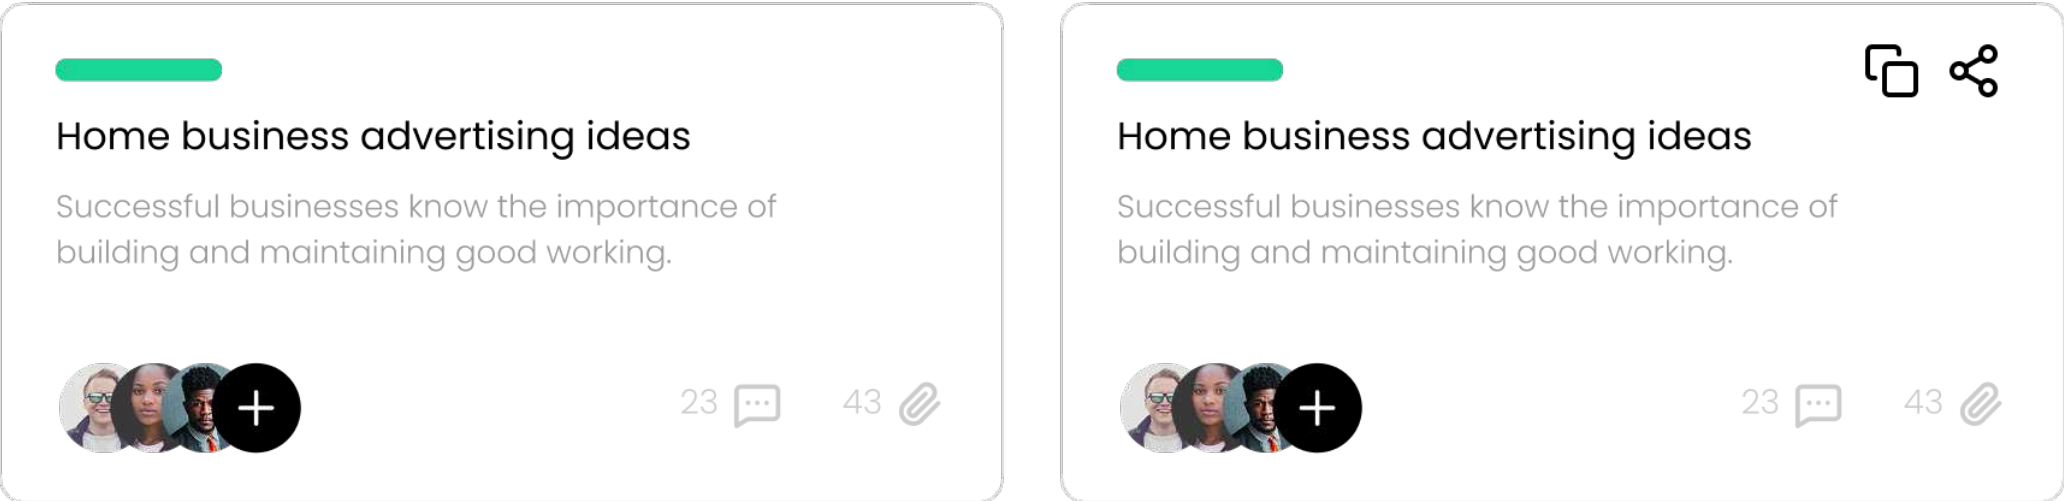 Home business advertising ideas
Successful businesses know the importance of
building and maintaining good working.
23
43
Home business advertising ideas
Successful businesses know the importance of
building and maintaining good working.
23
43